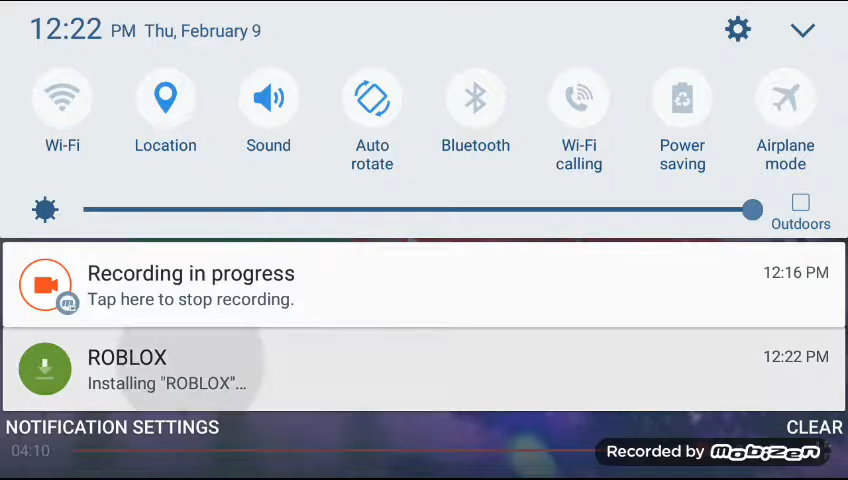 12:22 PM Thu, February 9
Wi-Fi
Location
Sound
Auto
rotate
Bluetooth
Wi-Fi
calling
Power
saving
Airplane
mode
Outdoors
Recording in progress
12:16 PM
Tap here to stop recording.
ROBLOX
12:22 PM
Installing "ROBLOX"...
NOTIFICATION SETTINGS
CLEAR
04:10
Recorded by mobizen